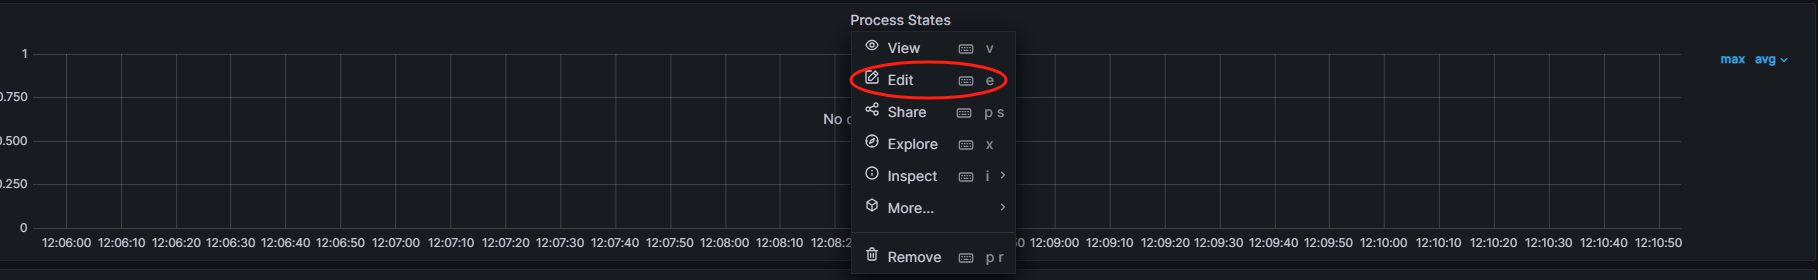 Process States
View v
Edit e
Share p s
Explore x
Inspect i
More...
Remove p r
No
max avg
1
0.750
0.500
0.250
0
12:06:00 12:06:10 12:06:20 12:06:30 12:06:40 12:06:50 12:07:00 12:07:10 12:07:20 12:07:30 12:07:40 12:07:50 12:08:00 12:08:10 12:08:2 50 12:09:00 12:09:10 12:09:20 12:09:30 12:09:40 12:09:50 12:10:00 12:10:10 12:10:20 12:10:30 12:10:40 12:10:50